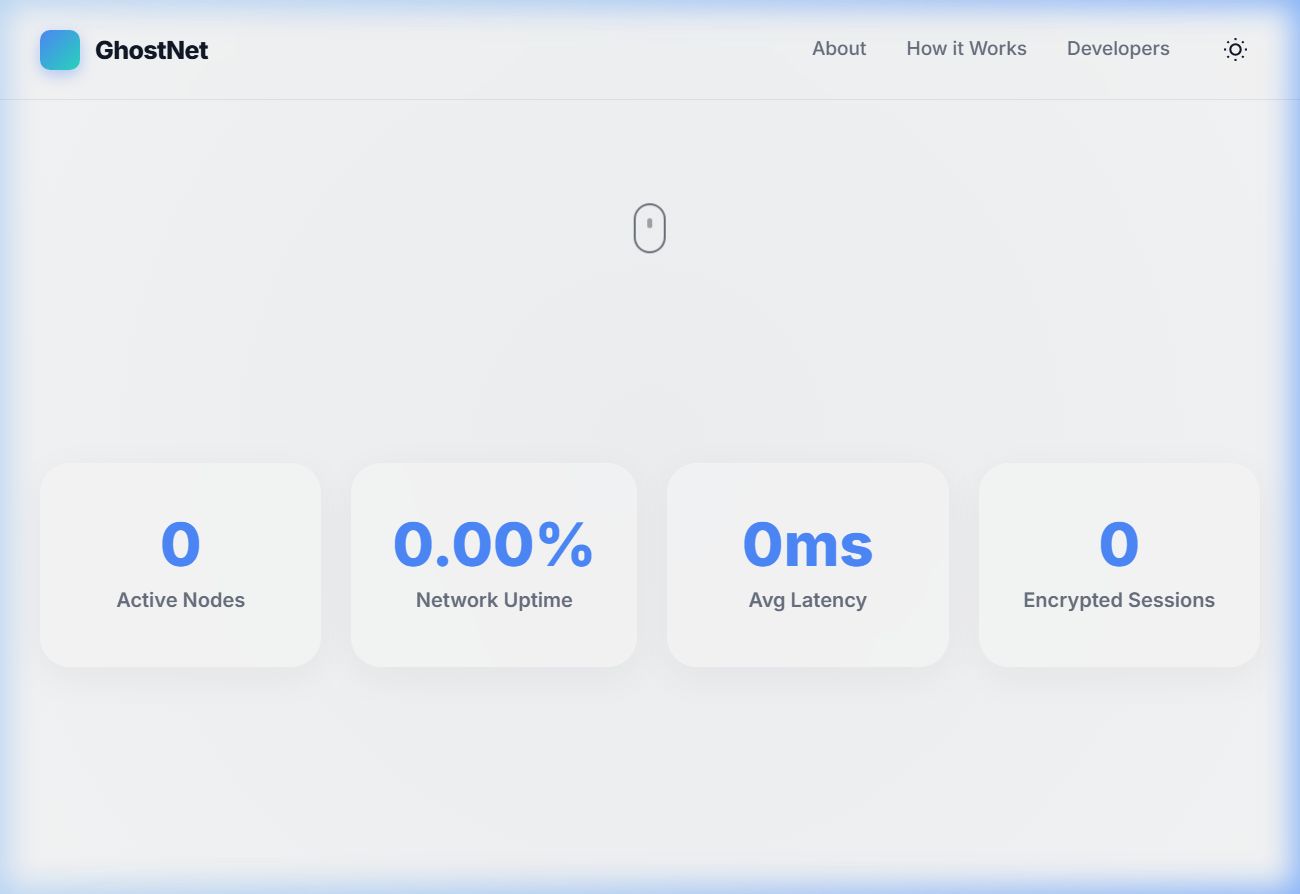 GhostNet
About How it Works Developers
0 0.00% 0ms 0
Active Nodes Network Uptime Avg Latency Encrypted Sessions